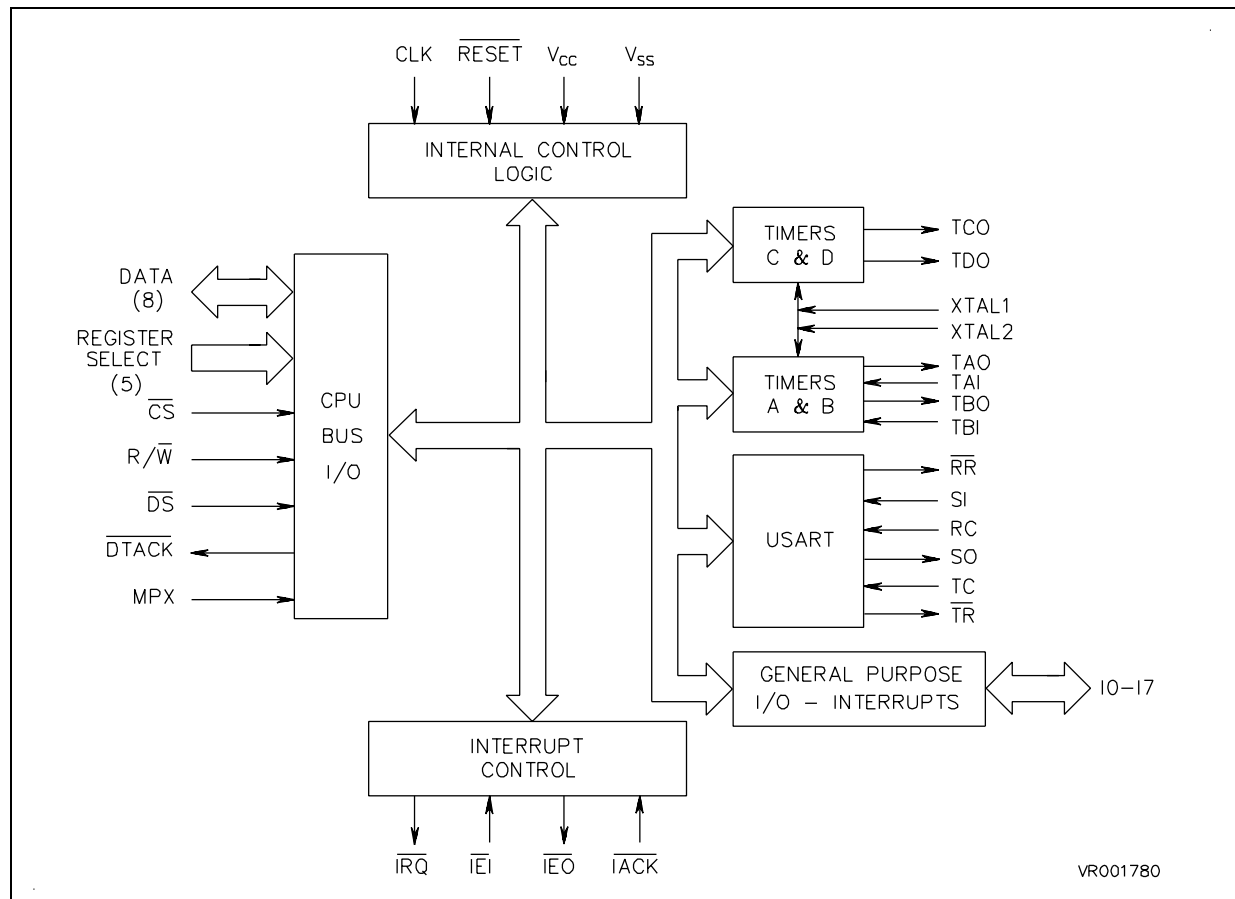 CLK RESET VCC VSS
INTERNAL CONTROL
LOGIC
DATA
(8)
REGISTER
SELECT
(5)
CS
R/W
DS
DTACK
MPX
CPU
BUS
I/O
TIMERS
C & D
TCO
TDO
XTAL1
XTAL2
TIMERS
A & B
TAO
TAI
TBO
TBI
USART
RR
SI
RC
SO
TC
TR
GENERAL PURPOSE
I/O - INTERRUPTS
I0-I7
INTERRUPT
CONTROL
IRQ IEI IEO IACK
VR001780